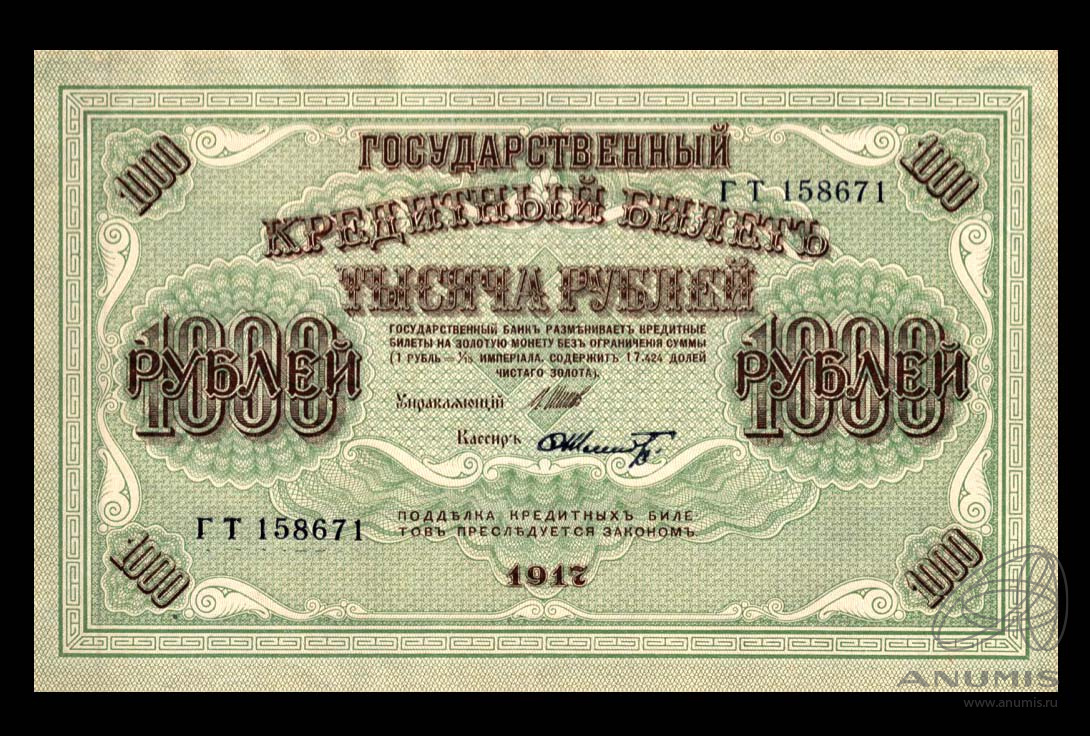 1000
ГОСУДАРСТВЕННЫЙ
1000
ГТ 158671
КРЕДИТНЫЙ БИЛЕТЪ
ТЫСЯЧА РУБЛЕЙ
1000
РУБЛЕЙ
1000
РУБЛЕЙ
ГОСУДАРСТВЕННЫЙ БАНКЪ РАЗМѢНИВАЕТЪ КРЕДИТНЫЕ
БИЛЕТЫ НА ЗОЛОТУЮ МОНЕТУ БЕЗЪ ОГРАНИЧЕНІЯ СУММЫ
(1 РУБЛЬ = 1/15 ИМПЕРІАЛА, СОДЕРЖИТЪ 17,424 ДОЛЕЙ
ЧИСТАГО ЗОЛОТА).
Управляющій
Кассиръ
ГТ 158671
ПОДДѢЛКА КРЕДИТНЫХЪ БИЛЕ-
ТОВЪ ПРЕСЛѢДУЕТСЯ ЗАКОНОМЪ.
1000
1917
1000
ANUMIS
www.anumis.ru